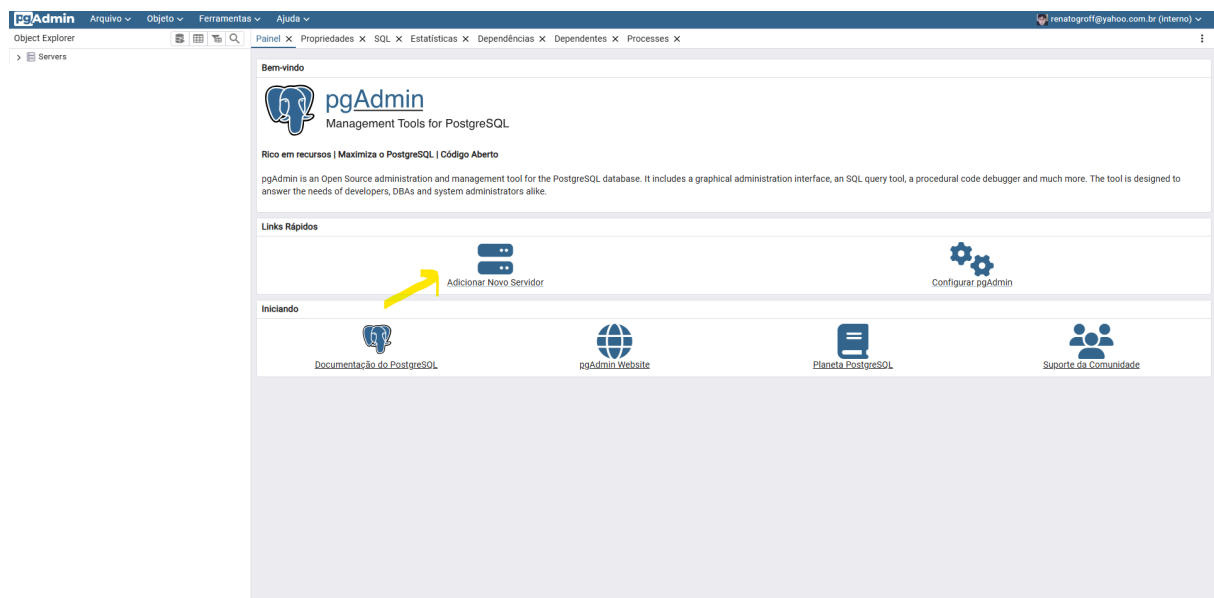 pgAdmin Arquivo Objeto Ferramentas Ajuda renatogroff@yahoo.com.br (interno)
Object Explorer
Painel Propriedades SQL Estatísticas Dependências Dependentes Processes
Servers
Bem-vindo
pgAdmin
Management Tools for PostgreSQL
Rico em recursos | Maximiza o PostgreSQL | Código Aberto
pgAdmin is an Open Source administration and management tool for the PostgreSQL database. It includes a graphical administration interface, an SQL query tool, a procedural code debugger and much more. The tool is designed to
answer the needs of developers, DBAs and system administrators alike.
Links Rápidos
Adicionar Novo Servidor Configurar pgAdmin
Iniciando
Documentação do PostgreSQL pgAdmin Website Planeta PostgreSQL Suporte da Comunidade